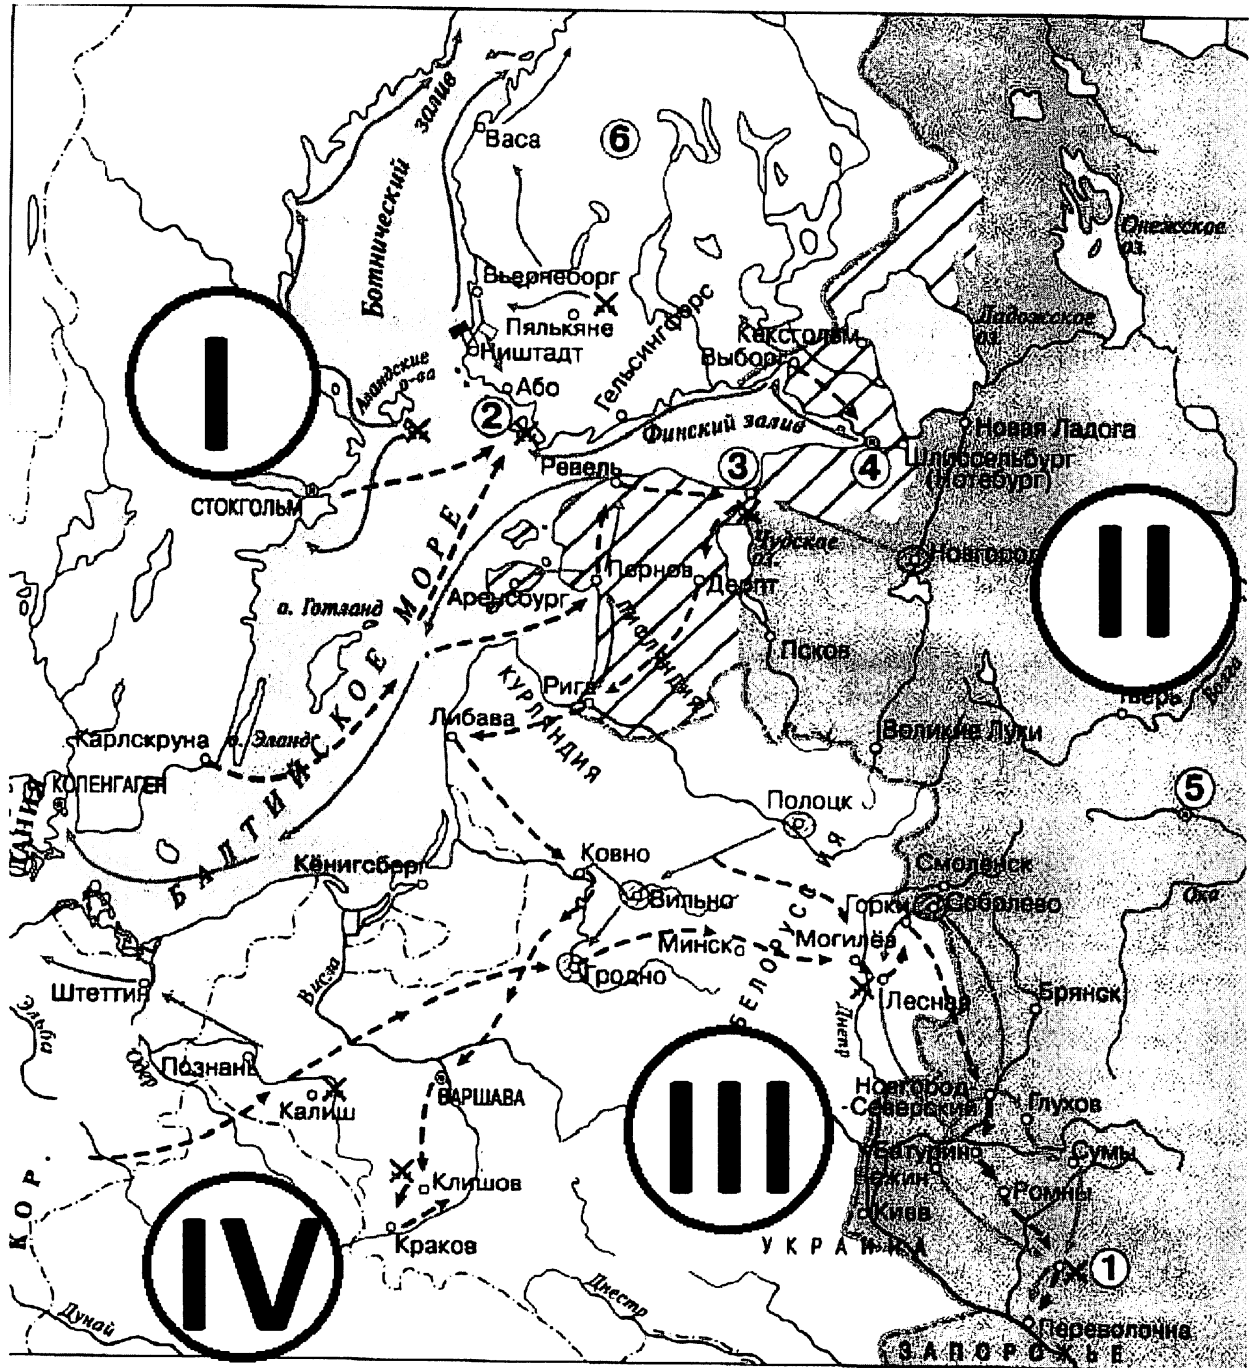 Васа
6
Ботнический
залив
Онежское
оз.
Вьернеборг
Пялькяне
Ништадт
Або
Гельсингфорс
Кексгольм
Выборг
Ладожское
оз.
I
Аландские
о-ва
2
Финский залив
Новая Ладога
Ревель
3
4
Шлиссельбург
(Нотебург)
СТОКГОЛЬМ
Чудское
оз.
Новгород
II
Пернов
Дерпт
Аренсбург
о. Готланд
ЛИФЛЯНДИЯ
Псков
КУРЛЯНДИЯ
Рига
Тверь
Волга
Либава
Великие Луки
Карлскруна
о. Эланд
КОПЕНГАГЕН
ДАНИЯ
БАЛТИЙСКОЕ МОРЕ
Полоцк
5
Кёнигсберг
Ковно
Смоленск
Вильно
Горки
Соболево
Ока
Минск
Могилёв
Гродно
БЕЛОРУССИЯ
Штеттин
Висла
Лесная
Брянск
Эльба
Одер
Днепр
Познань
Калиш
ВАРШАВА
III
Новгород-
Северский
Глухов
Батурин
Сумы
Нежин
Ромны
Клишов
Киев
КОР.
IV
Краков
УКРАИНА
1
Дунай
Днестр
Переволочна
ЗАПОРОЖЬЕ